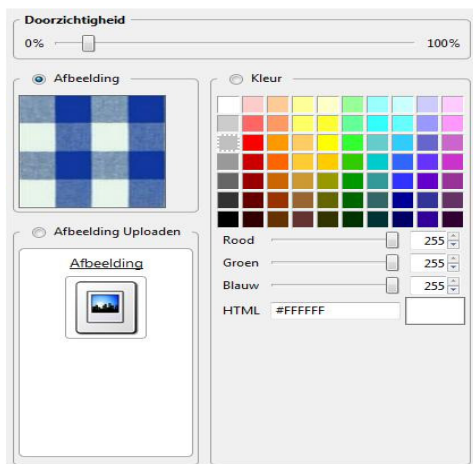 Doorzichtigheid
0% 100%
Afbeelding
Kleur
Afbeelding Uploaden
Afbeelding
Rood 255
Groen 255
Blauw 255
HTML #FFFFFF